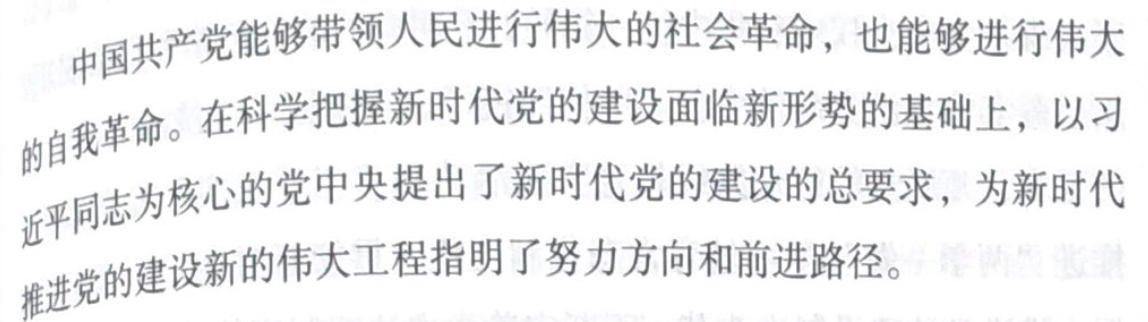 中国共产党能够带领人民进行伟大的社会革命，也能够进行伟大
的自我革命。在科学把握新时代党的建设面临新形势的基础上，以习
近平同志为核心的党中央提出了新时代党的建设的总要求，为新时代
推进党的建设新的伟大工程指明了努力方向和前进路径。